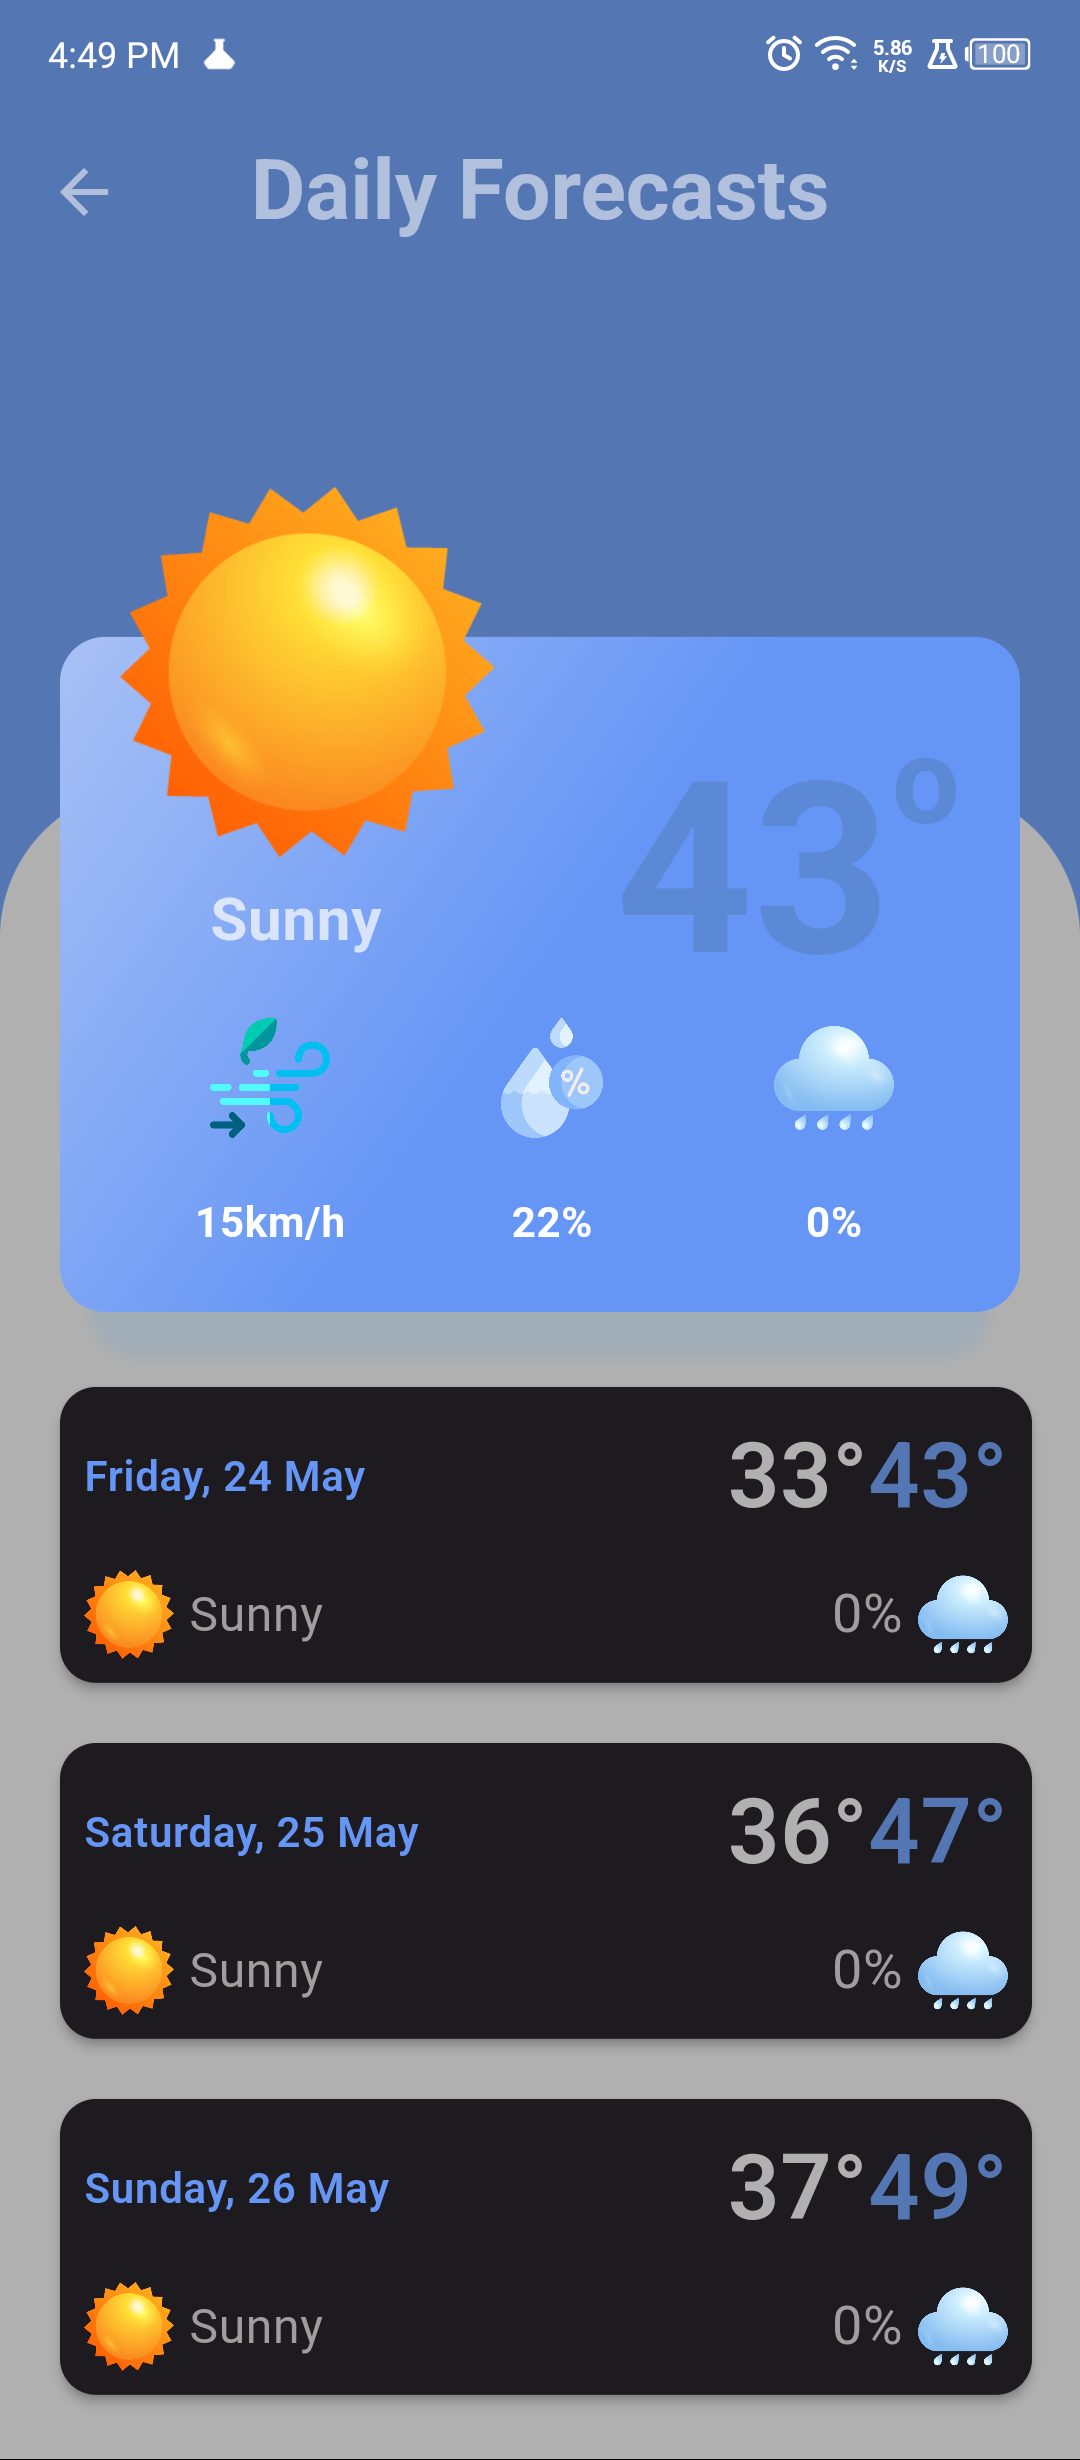 4:49 PM 5.86 K/S 100
Daily Forecasts
43°
Sunny
%
15km/h 22% 0%
Friday, 24 May 33°43°
Sunny 0%
Saturday, 25 May 36°47°
Sunny 0%
Sunday, 26 May 37°49°
Sunny 0%